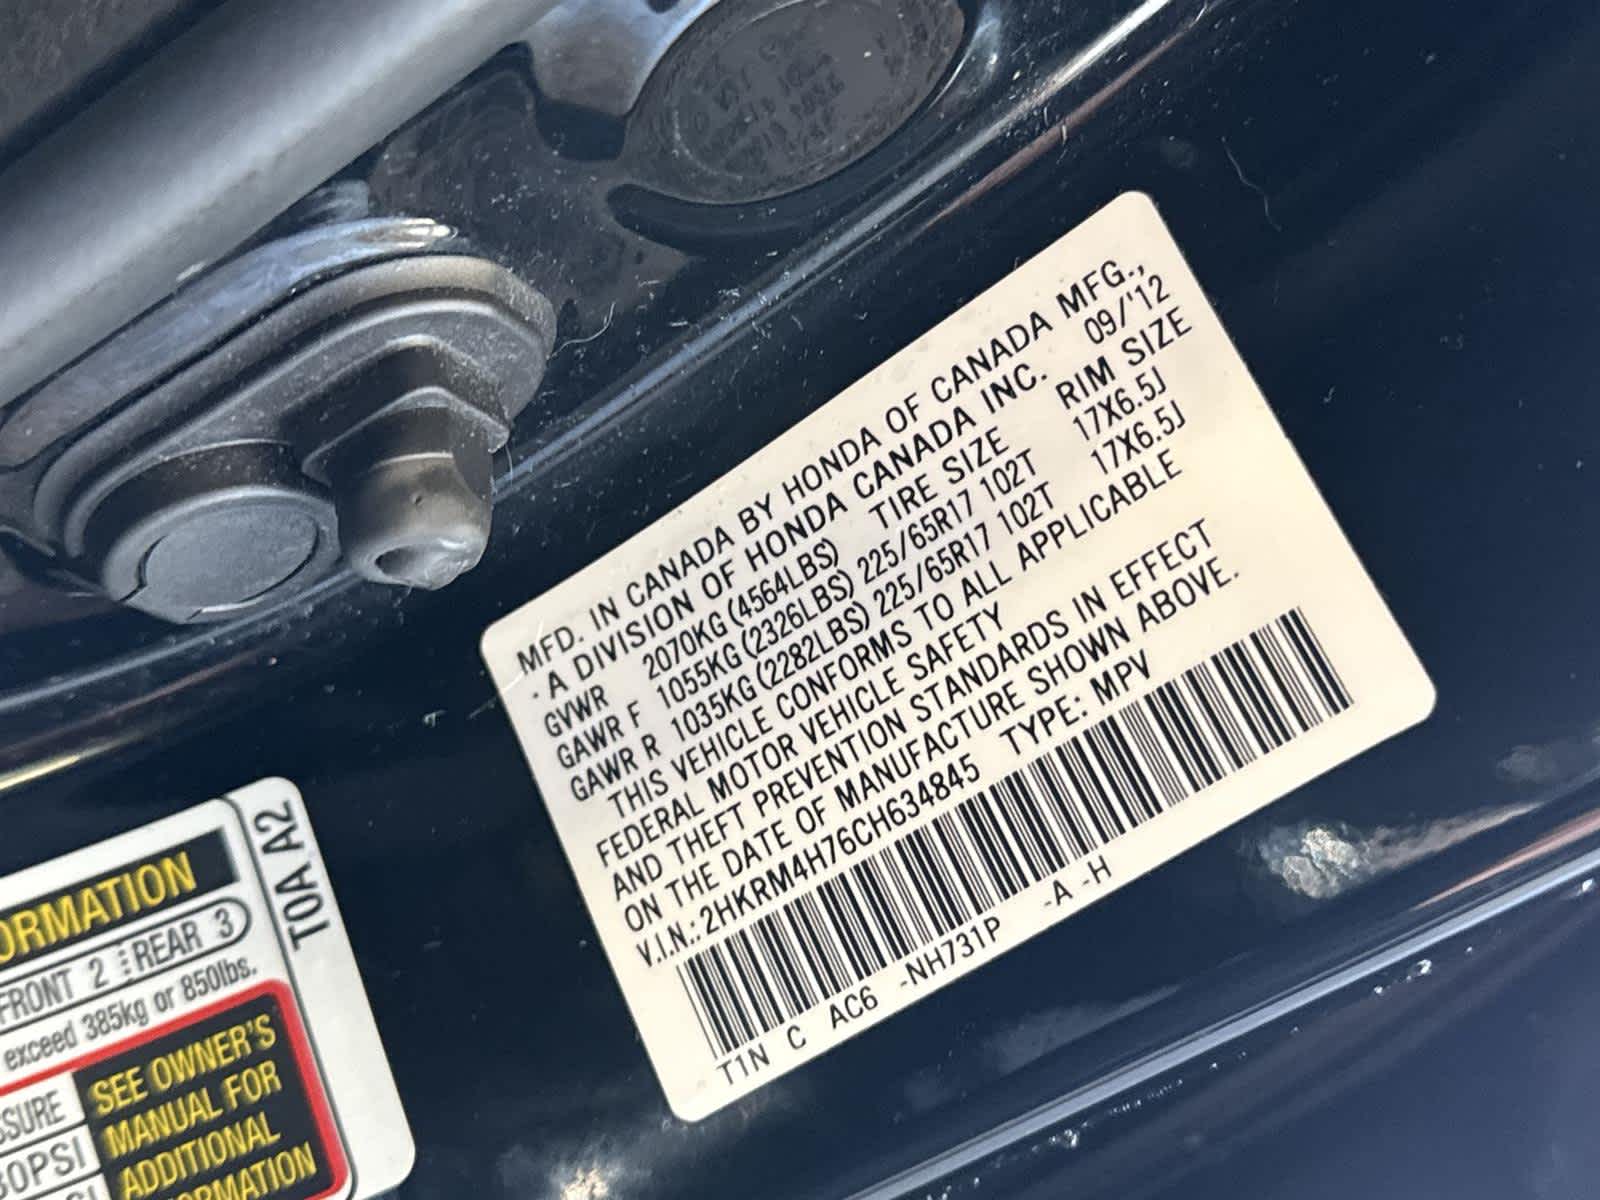 MFD. IN CANADA BY HONDA OF CANADA MFG.,
· A DIVISION OF HONDA CANADA INC. 09/'12
GVWR 2070KG (4564LBS) TIRE SIZE RIM SIZE
GAWR F 1055KG (2326LBS) 225/65R17 102T 17X6.5J
GAWR R 1035KG (2282LBS) 225/65R17 102T 17X6.5J
THIS VEHICLE CONFORMS TO ALL APPLICABLE
FEDERAL MOTOR VEHICLE SAFETY
AND THEFT PREVENTION STANDARDS IN EFFECT
ON THE DATE OF MANUFACTURE SHOWN ABOVE.
V.I.N.: 2HKRM4H76CH634845 TYPE: MPV
T1N C AC6 -NH731P -A -H
T0A A2
ORMATION
FRONT 2 REAR 3
exceed 385kg or 850lbs.
SSURE
30PSI
SEE OWNER'S
MANUAL FOR
ADDITIONAL
FORMATION